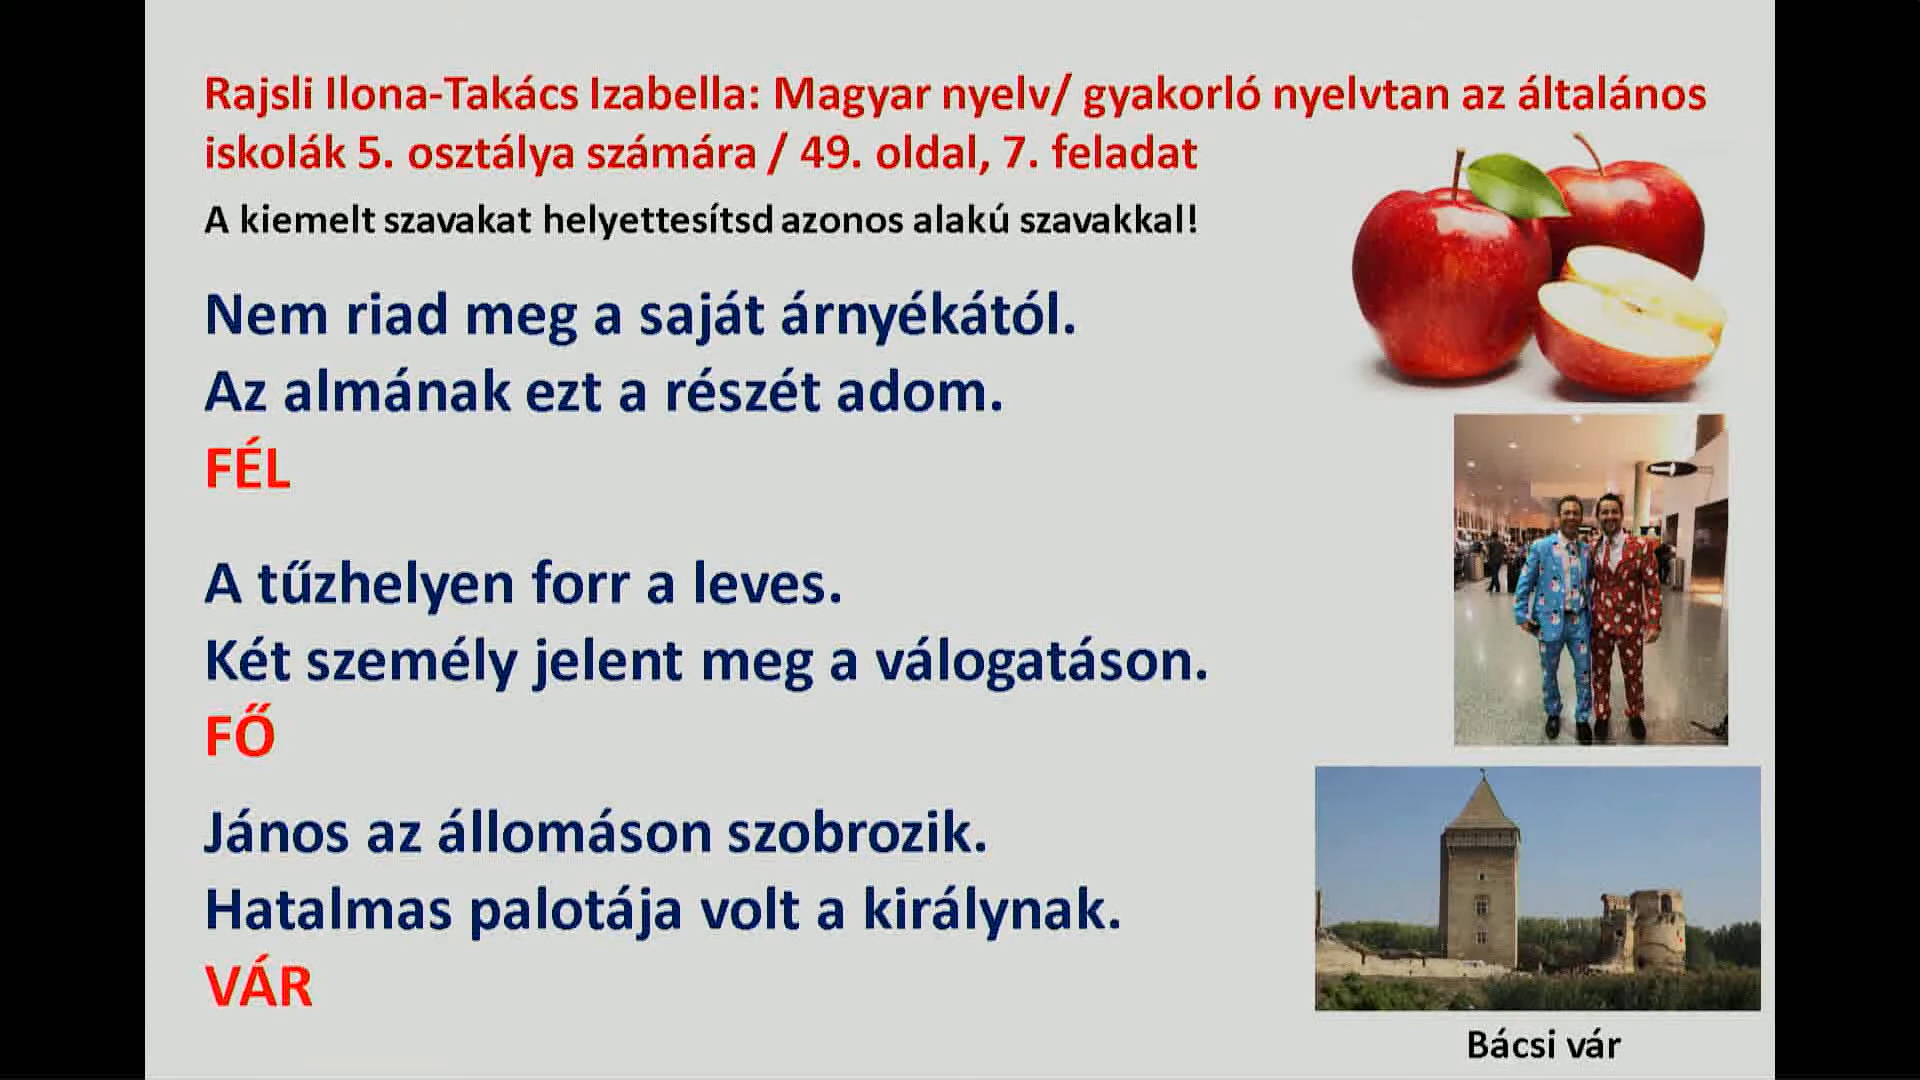 Rajsli Ilona-Takács Izabella: Magyar nyelv/ gyakorló nyelvtan az általános
iskolák 5. osztálya számára / 49. oldal, 7. feladat
A kiemelt szavakat helyettesítsd azonos alakú szavakkal!
Nem riad meg a saját árnyékától.
Az almának ezt a részét adom.
FÉL
A tűzhelyen forr a leves.
Két személy jelent meg a válogatáson.
FŐ
János az állomáson szobrozik.
Hatalmas palotája volt a királynak.
VÁR
Bácsi vár